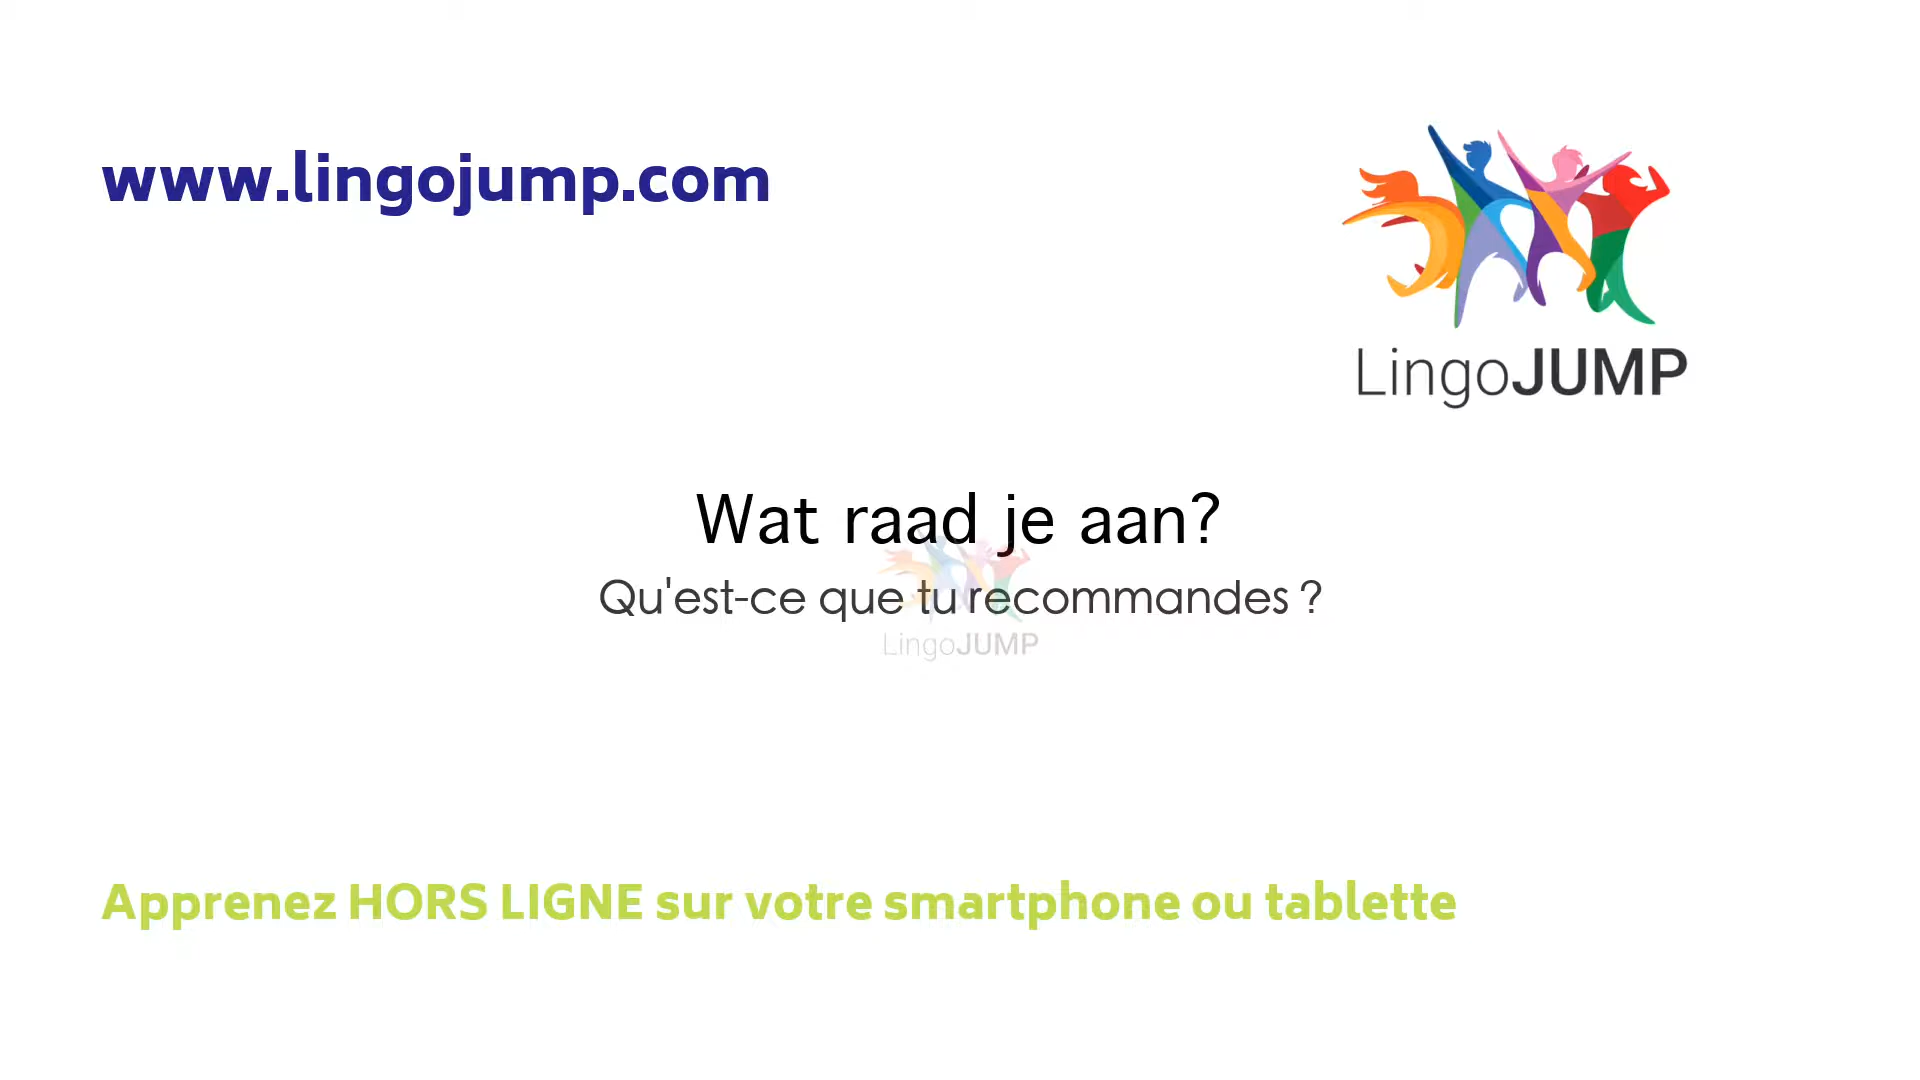 www.lingojump.com
LingoJUMP
Wat raad je aan?
Qu'est-ce que tu recommandes ?
LingoJUMP
Apprenez HORS LIGNE sur votre smartphone ou tablette